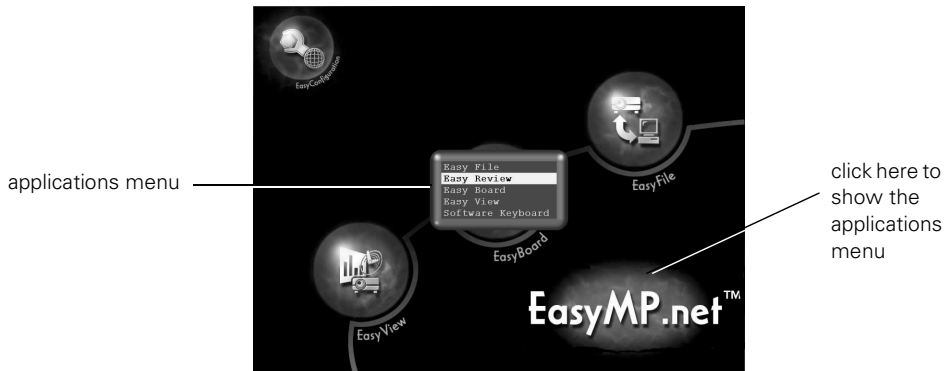 EasyConfiguration
EasyFile
applications menu
Easy File
Easy Review
Easy Board
Easy View
Software Keyboard
click here to
show the
applications
menu
EasyBoard
EasyView
EasyMP.net™